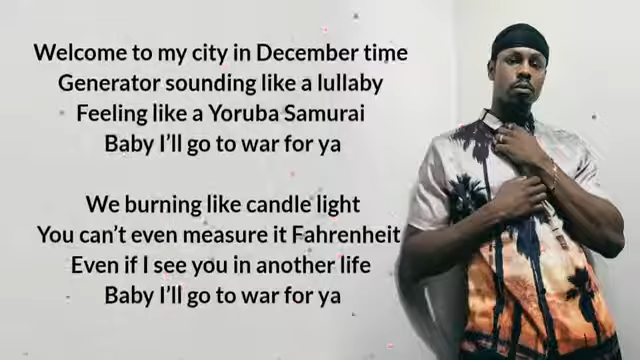 Welcome to my city in December time
Generator sounding like a lullaby
Feeling like a Yoruba Samurai
Baby I’ll go to war for ya
We burning like candle light
You can’t even measure it Fahrenheit
Even if I see you in another life
Baby I’ll go to war for ya